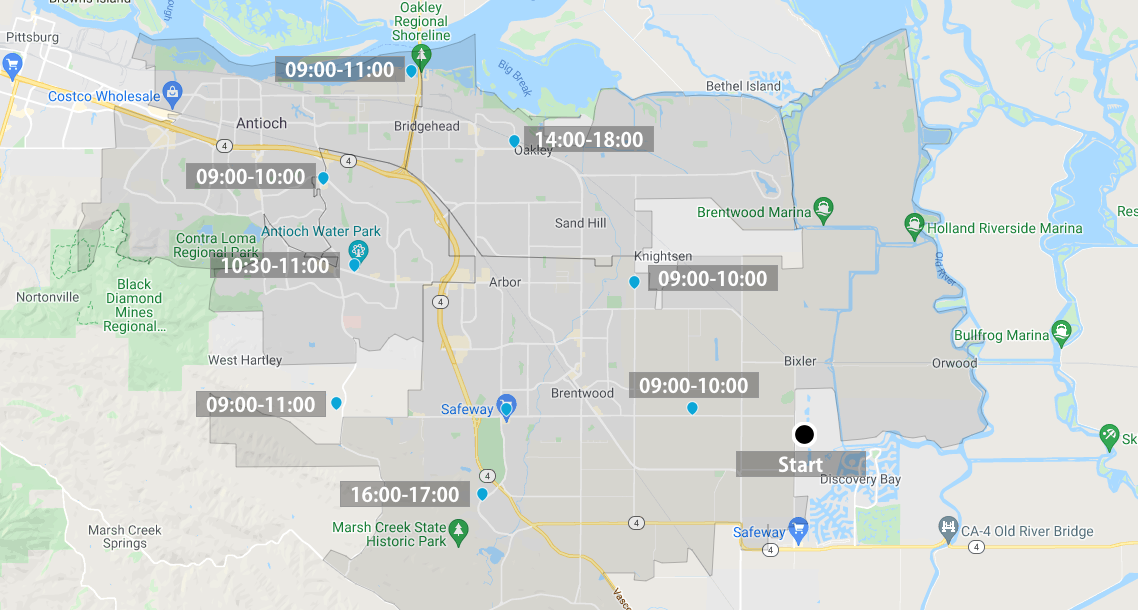 Browns Island
Oakley
Regional
Shoreline
Pittsburg
09:00-11:00
Big Break
Bethel Island
Costco Wholesale
Antioch
Bridgehead
14:00-18:00
Oakley
4
4
09:00-10:00
Brentwood Marina
Sand Hill
Holland Riverside Marina
Antioch Water Park
Contra Loma
Regional Park
10:30-11:00
Knightsen
Old River
09:00-10:00
Arbor
Black
Diamond
Mines
Regional...
Nortonville
4
Bullfrog Marina
West Hartley
Bixler
Orwood
09:00-10:00
Brentwood
09:00-11:00
Safeway
Start
Discovery Bay
4
16:00-17:00
Marsh Creek
Springs
Marsh Creek State
Historic Park
4
Safeway
CA-4 Old River Bridge
4
4